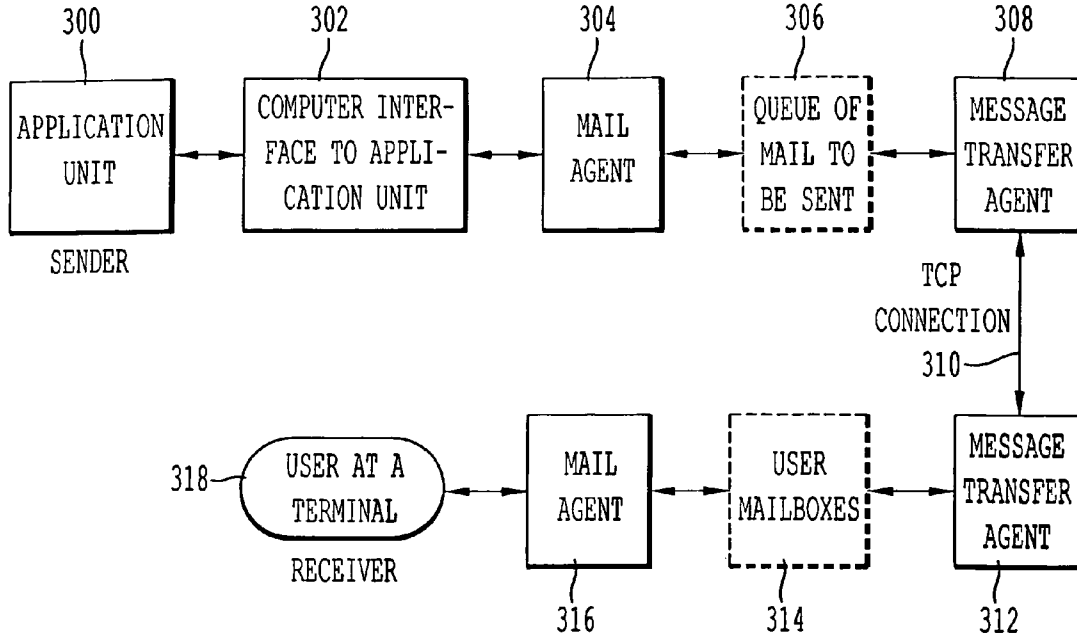 300
302
304
306
308
APPLICATION
UNIT
COMPUTER INTER-
FACE TO APPLI-
CATION UNIT
MAIL
AGENT
QUEUE OF
MAIL TO
BE SENT
MESSAGE
TRANSFER
AGENT
SENDER
TCP
CONNECTION
310
318
USER AT A
TERMINAL
RECEIVER
MAIL
AGENT
USER
MAILBOXES
MESSAGE
TRANSFER
AGENT
316
314
312